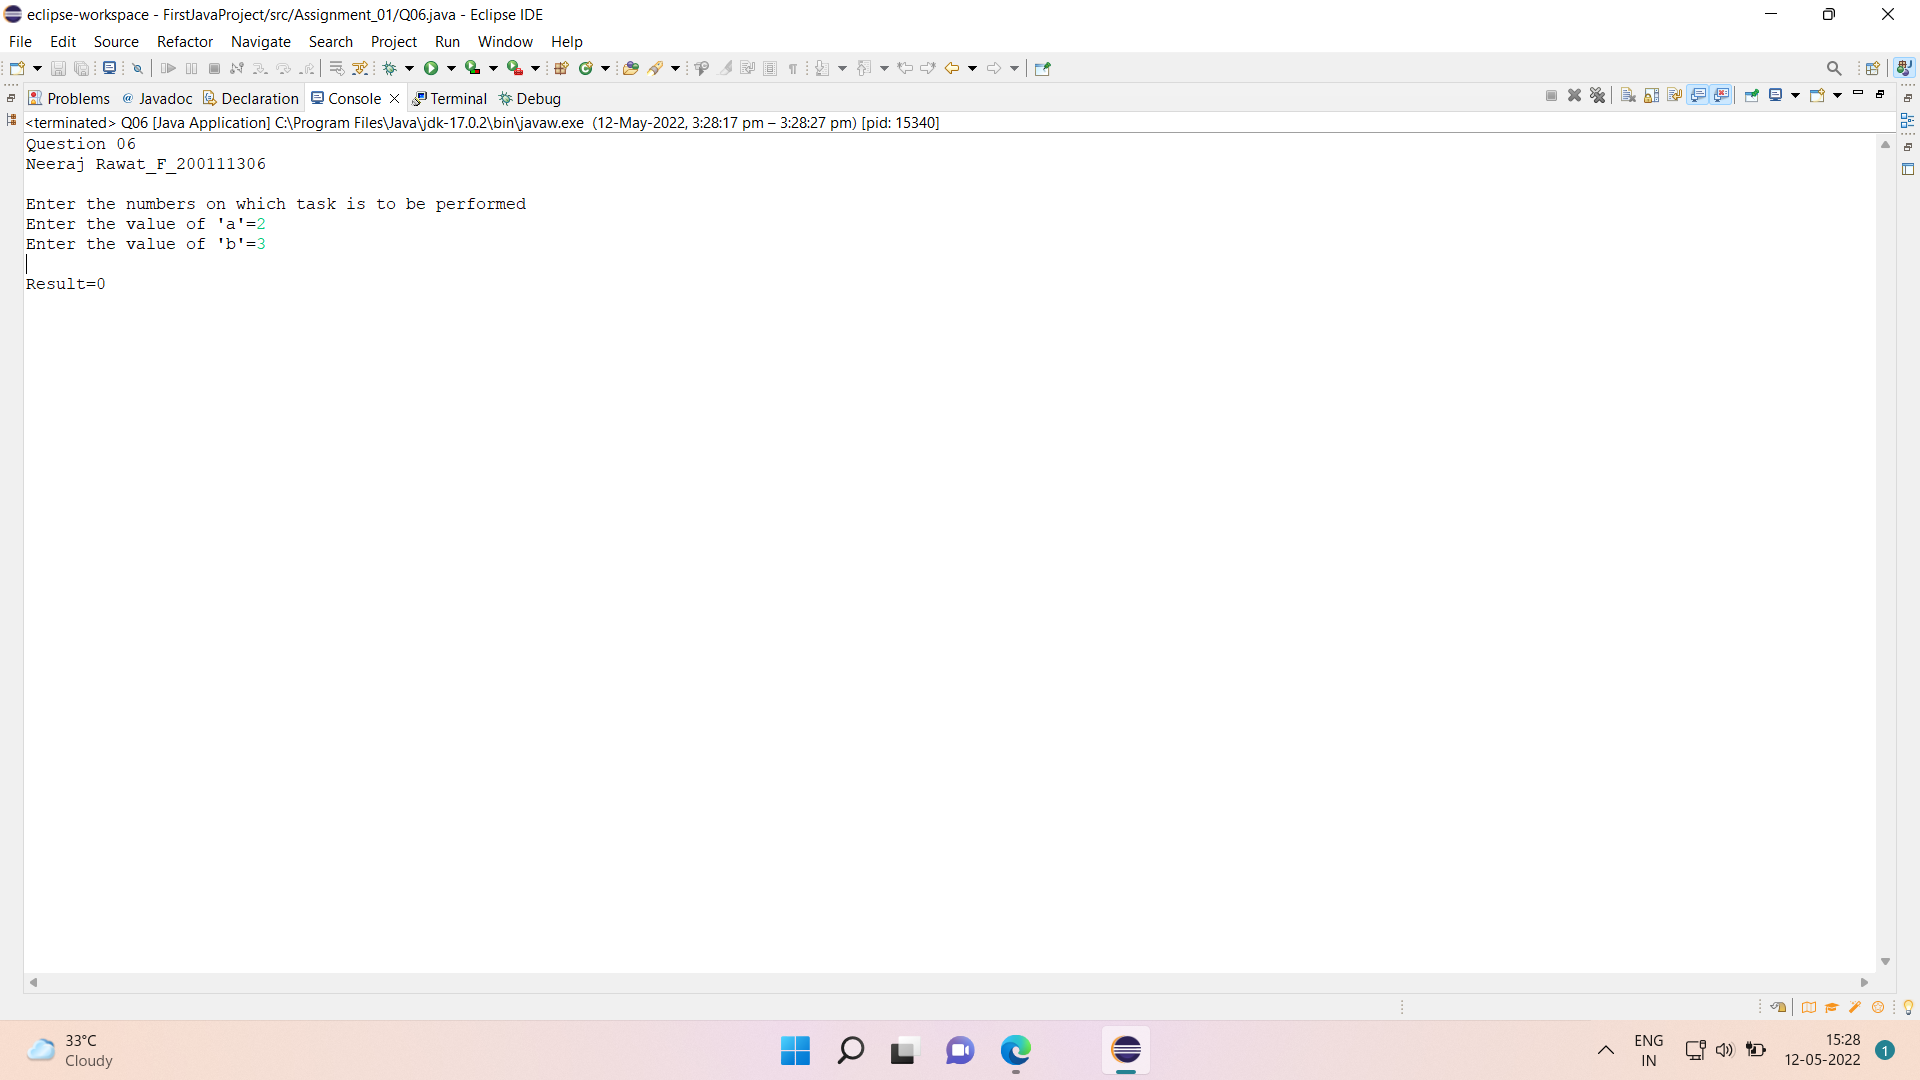 eclipse-workspace - FirstJavaProject/src/Assignment_01/Q06.java - Eclipse IDE
File Edit Source Refactor Navigate Search Project Run Window Help
Problems @ Javadoc Declaration Console Terminal Debug
<terminated> Q06 [Java Application] C:\Program Files\Java\jdk-17.0.2\bin\javaw.exe (12-May-2022, 3:28:17 pm – 3:28:27 pm) [pid: 15340]
Question 06
Neeraj Rawat_F_200111306
Enter the numbers on which task is to be performed
Enter the value of 'a'=2
Enter the value of 'b'=3
Result=0
33°C
Cloudy
ENG
IN
15:28
12-05-2022
1